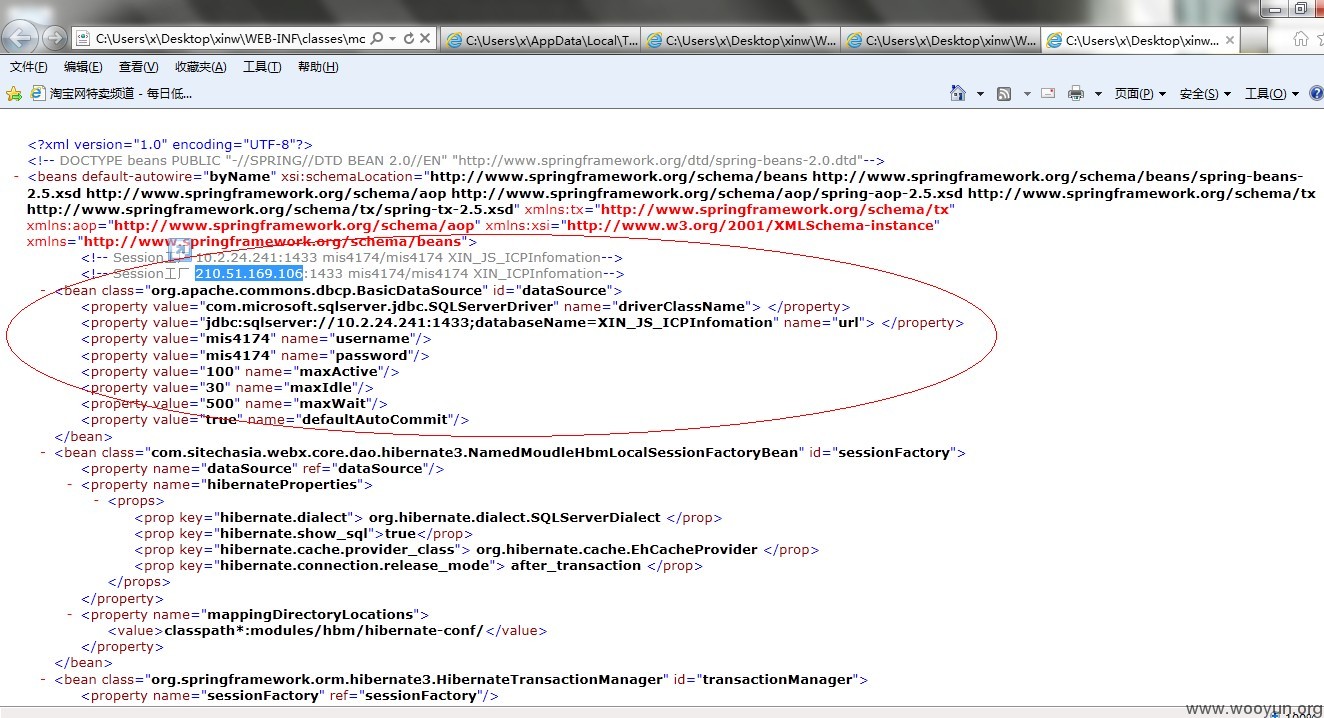 C:\Users\x\Desktop\xinw\WEB-INF\classes\mc
C:\Users\x\AppData\Local\T...
C:\Users\x\Desktop\xinw\W...
C:\Users\x\Desktop\xinw\W...
C:\Users\x\Desktop\xinw...
文件(F) 编辑(E) 查看(V) 收藏夹(A) 工具(T) 帮助(H)
淘宝网特卖频道 - 每日低...
页面(P) 安全(S) 工具(O)
<?xml version="1.0" encoding="UTF-8"?>
<!-- DOCTYPE beans PUBLIC "-//SPRING//DTD BEAN 2.0//EN" "http://www.springframework.org/dtd/spring-beans-2.0.dtd"-->
- <beans default-autowire="byName" xsi:schemaLocation="http://www.springframework.org/schema/beans http://www.springframework.org/schema/beans/spring-beans-
2.5.xsd http://www.springframework.org/schema/aop http://www.springframework.org/schema/aop/spring-aop-2.5.xsd http://www.springframework.org/schema/tx
http://www.springframework.org/schema/tx/spring-tx-2.5.xsd" xmlns:tx="http://www.springframework.org/schema/tx"
xmlns:aop="http://www.springframework.org/schema/aop" xmlns:xsi="http://www.w3.org/2001/XMLSchema-instance"
xmlns="http://www.springframework.org/schema/beans">
<!-- Session工厂 10.2.24.241:1433 mis4174/mis4174 XIN_JS_ICPInfomation-->
<!-- Session工厂 210.51.169.106:1433 mis4174/mis4174 XIN_JS_ICPInfomation-->
- <bean class="org.apache.commons.dbcp.BasicDataSource" id="dataSource">
<property value="com.microsoft.sqlserver.jdbc.SQLServerDriver" name="driverClassName"> </property>
<property value="jdbc:sqlserver://10.2.24.241:1433;databaseName=XIN_JS_ICPInfomation" name="url"> </property>
<property value="mis4174" name="username"/>
<property value="mis4174" name="password"/>
<property value="100" name="maxActive"/>
<property value="30" name="maxIdle"/>
<property value="500" name="maxWait"/>
<property value="true" name="defaultAutoCommit"/>
</bean>
- <bean class="com.sitechasia.webx.core.dao.hibernate3.NamedMoudleHbmLocalSessionFactoryBean" id="sessionFactory">
<property name="dataSource" ref="dataSource"/>
- <property name="hibernateProperties">
- <props>
<prop key="hibernate.dialect"> org.hibernate.dialect.SQLServerDialect </prop>
<prop key="hibernate.show_sql">true</prop>
<prop key="hibernate.cache.provider_class"> org.hibernate.cache.EhCacheProvider </prop>
<prop key="hibernate.connection.release_mode"> after_transaction </prop>
</props>
</property>
- <property name="mappingDirectoryLocations">
<value>classpath*:modules/hbm/hibernate-conf/</value>
</property>
</bean>
- <bean class="org.springframework.orm.hibernate3.HibernateTransactionManager" id="transactionManager">
<property name="sessionFactory" ref="sessionFactory"/>
www.wooyun.org